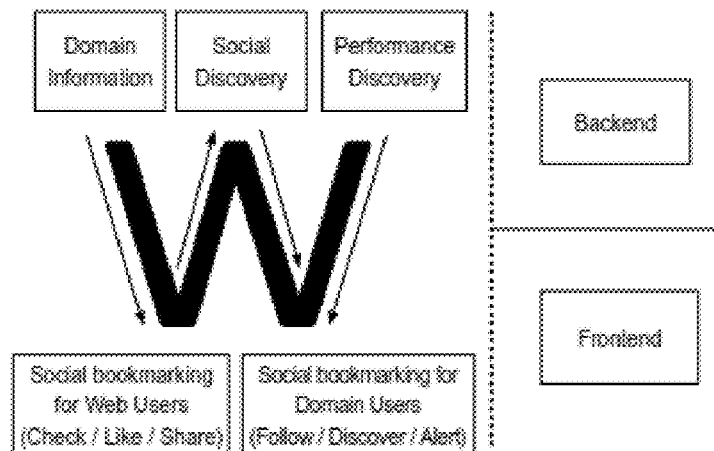 Domain
Information
Social
Discovery
Performance
Discovery
Backend
W
Frontend
Social bookmarking
for Web Users
(Check / Like / Share)
Social bookmarking for
Domain Users
(Follow / Discover / Alert)